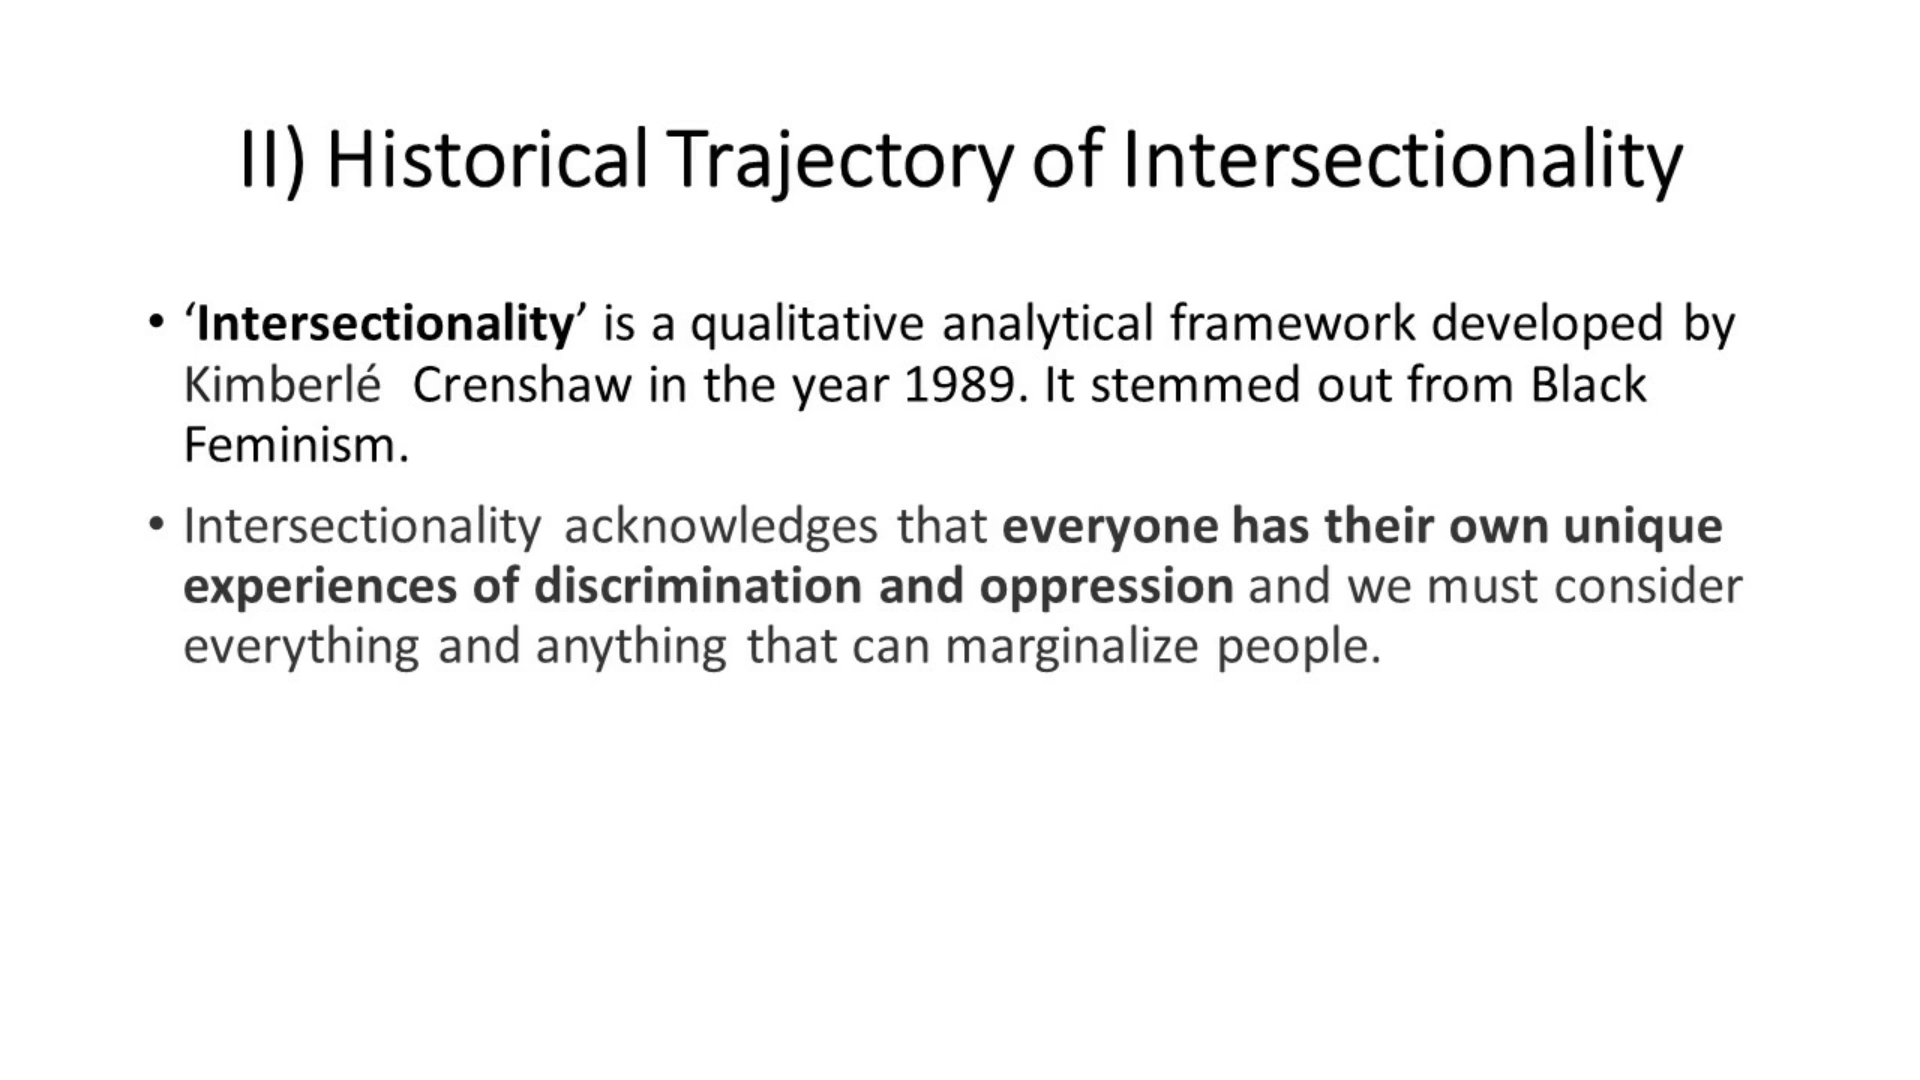 II) Historical Trajectory of Intersectionality
• ‘Intersectionality’ is a qualitative analytical framework developed by
Kimberlé Crenshaw in the year 1989. It stemmed out from Black
Feminism.
• Intersectionality acknowledges that everyone has their own unique
experiences of discrimination and oppression and we must consider
everything and anything that can marginalize people.